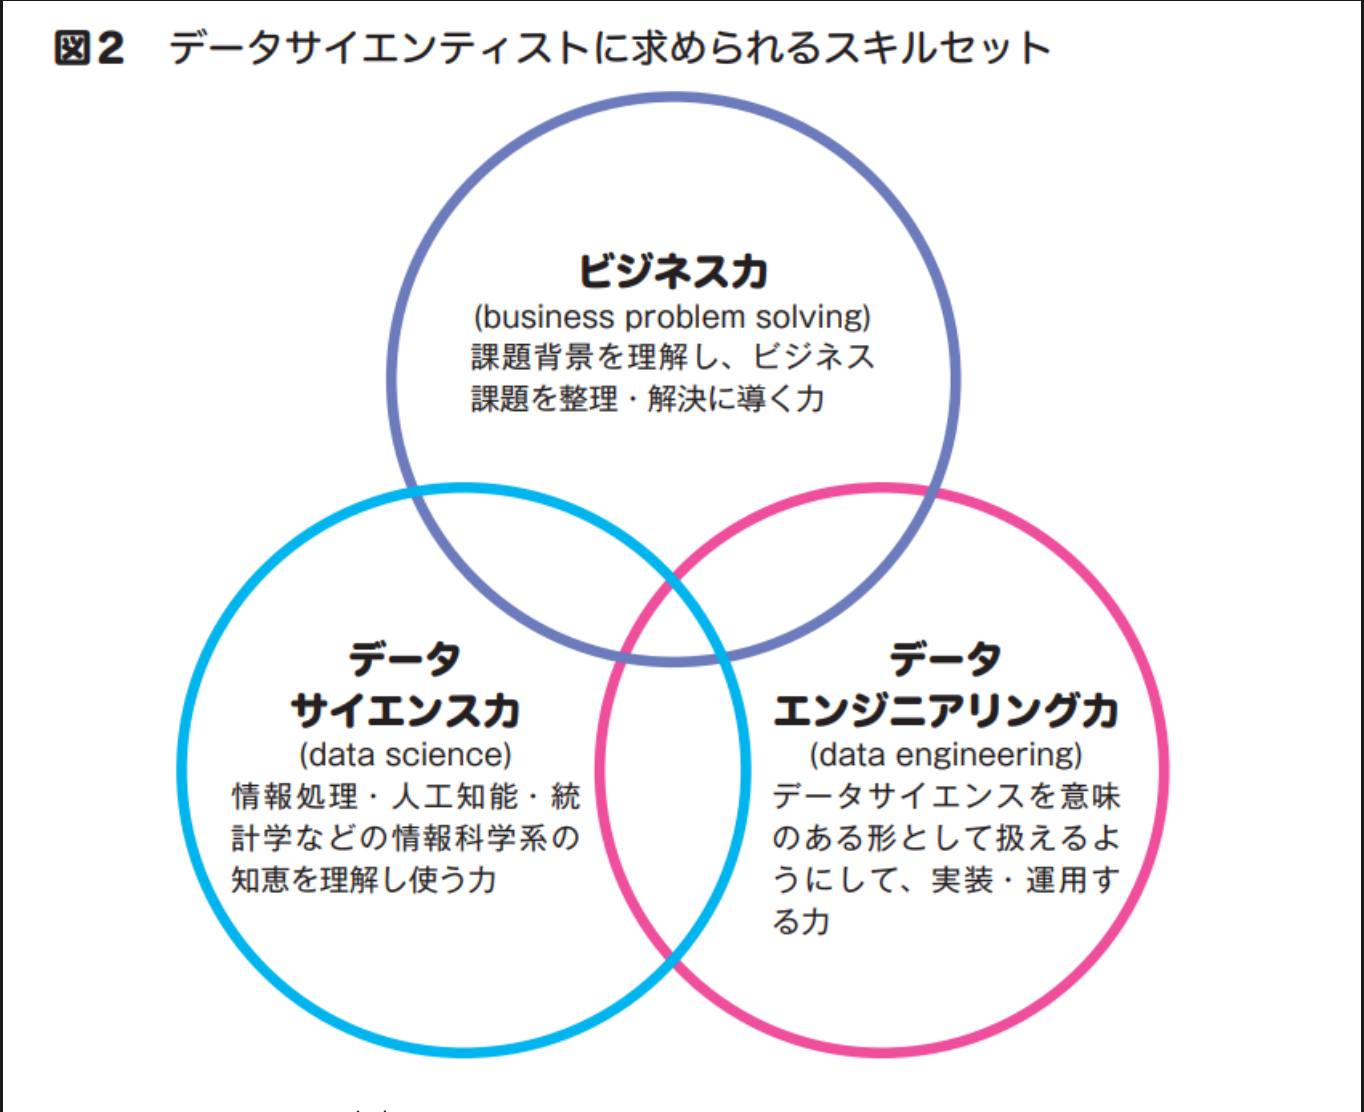 図2 データサイエンティストに求められるスキルセット
ビジネス力
(business problem solving)
課題背景を理解し、ビジネス
課題を整理・解決に導く力
データ
サイエンス力
(data science)
情報処理・人工知能・統
計学などの情報科学系の
知恵を理解し使う力
データ
エンジニアリング力
(data engineering)
データサイエンスを意味
のある形として扱えるよ
うにして、実装・運用す
る力